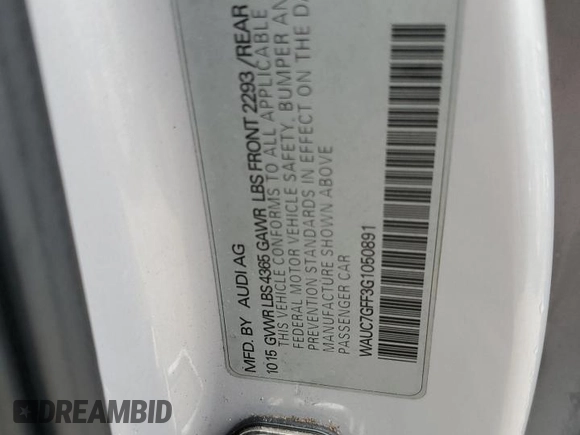 MFD. BY AUDI AG
1015 GVWR LBS 4365 GAWR LBS FRONT 2293 /REAR
THIS VEHICLE CONFORMS TO ALL APPLICABLE
FEDERAL MOTOR VEHICLE SAFETY, BUMPER AN
PREVENTION STANDARDS IN EFFECT ON THE DA
MANUFACTURE SHOWN ABOVE
PASSENGER CAR
WAUC7GFF3G1050891
DREAMBID